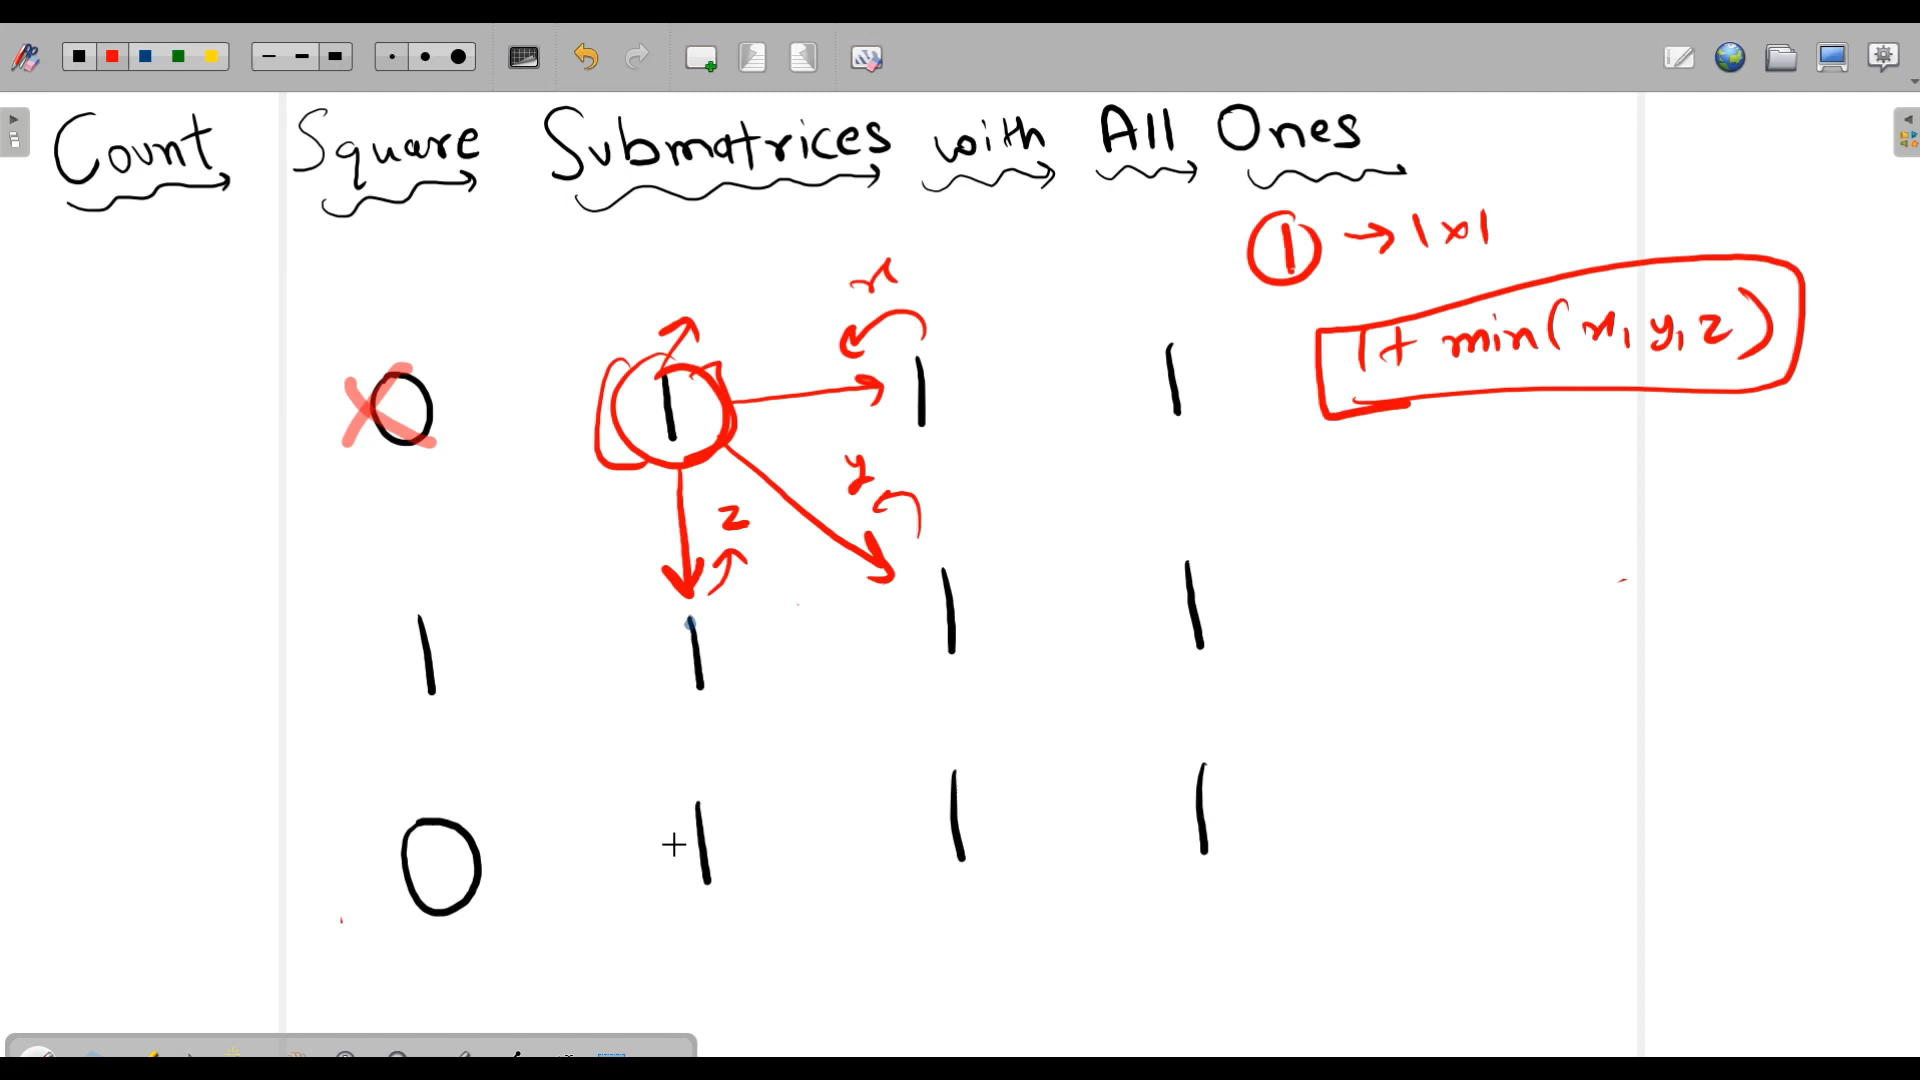 Count Square Submatrices with All Ones
1 → 1x1
x
1+ min(x, y, z)
0 1 1 1
y
z
1 1 1 1
0 1 1 1